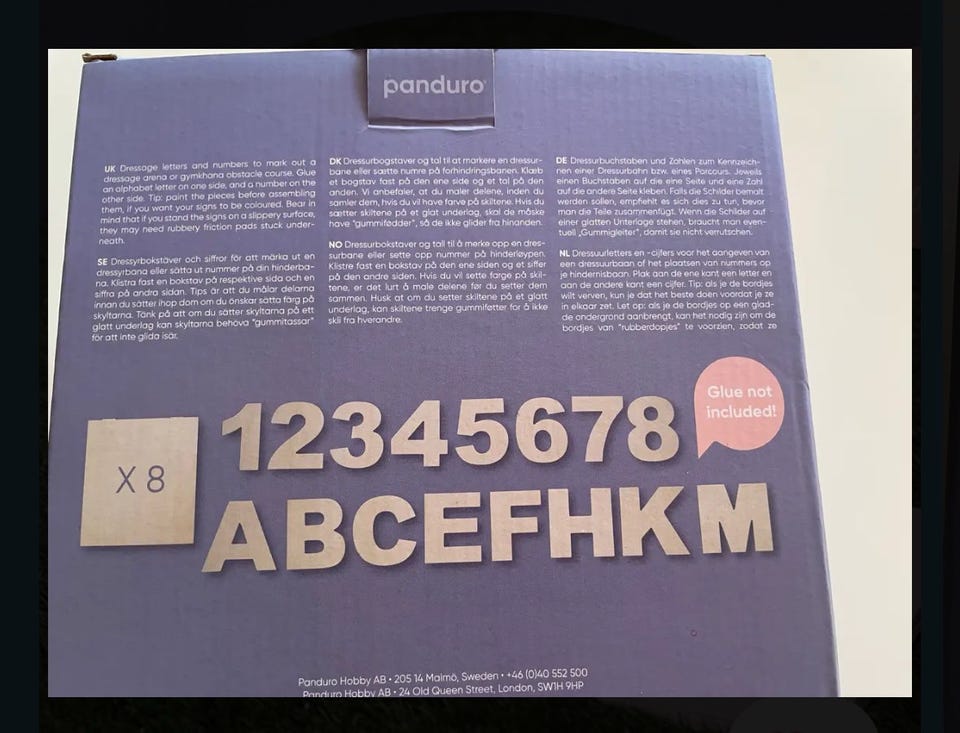 panduro
UK Dressage letters and numbers to mark out a
dressage arena or gymkhana obstacle course. Glue
an alphabet letter on one side, and a number on the
other side. Tip: paint the pieces before assembling
them, if you want your signs to be coloured. Bear in
mind that if you stand the signs on a slippery surface,
they may need rubbery friction pads stuck under-
neath.
SE Dressyrbokstäver och siffror för att märka ut en
dressyrbana eller sätta ut nummer på din hinderba-
na. Klistra fast en bokstav på respektive sida och en
siffra på andra sidan. Tips är att du målar delarna
innan du sätter ihop dom om du önskar sätta färg på
skyltarna. Tänk på att om du sätter skyltarna på ett
glatt underlag kan skyltarna behöva "gummitassar"
för att inte glida isär.
DK Dressurbogstaver og tal til at markere en dressur-
bane eller sætte numre på forhindringsbanen. Klæb
et bogstav fast på den ene side og et tal på den
anden. Vi anbefaler, at du maler delene, inden du
samler dem, hvis du vil have farve på skiltene. Hvis du
sætter skiltene på et glat underlag, skal de måske
have "gummifødder", så de ikke glider fra hinanden.
NO Dressurbokstaver og tall til å merke opp en dres-
surbane eller sette opp nummer på hinderløypen.
Klistre fast en bokstav på den ene siden og et siffer
på den andre siden. Hvis du vil sette farge på skil-
tene, er det lurt å male delene før du setter dem
sammen. Husk at om du setter skiltene på et glatt
underlag, kan skiltene trenge gummiføtter for å ikke
skli fra hverandre.
DE Dressurbuchstaben und Zahlen zum Kennzeich-
nen einer Dressurbahn bzw. eines Parcours. Jeweils
einen Buchstaben auf die eine Seite und eine Zahl
auf die andere Seite kleben. Falls die Schilder bemalt
werden sollen, empfiehlt es sich dies zu tun, bevor
man die Teile zusammenfügt. Wenn die Schilder auf
einer glatten Unterlage stehen, braucht man even-
tuell „Gummigleiter", damit sie nicht verrutschen.
NL Dressuurletters en -cijfers voor het aangeven van
een dressuurbaan of het plaatsen van nummers op
je hindernisbaan. Plak aan de ene kant een letter en
aan de andere kant een cijfer. Tip: als je de bordjes
wilt verven, kun je dat het beste doen voordat je ze
in elkaar zet. Let op: als je de bordjes op een glad-
de ondergrond aanbrengt, kan het nodig zijn om de
bordjes van "rubberdopjes" te voorzien, zodat ze
Glue not
included!
X 8
12345678
ABCEFHKM
Panduro Hobby AB • 205 14 Malmö, Sweden • +46 (0)40 552 500
Panduro Hobby AB • 24 Old Queen Street, London, SW1H 9HP